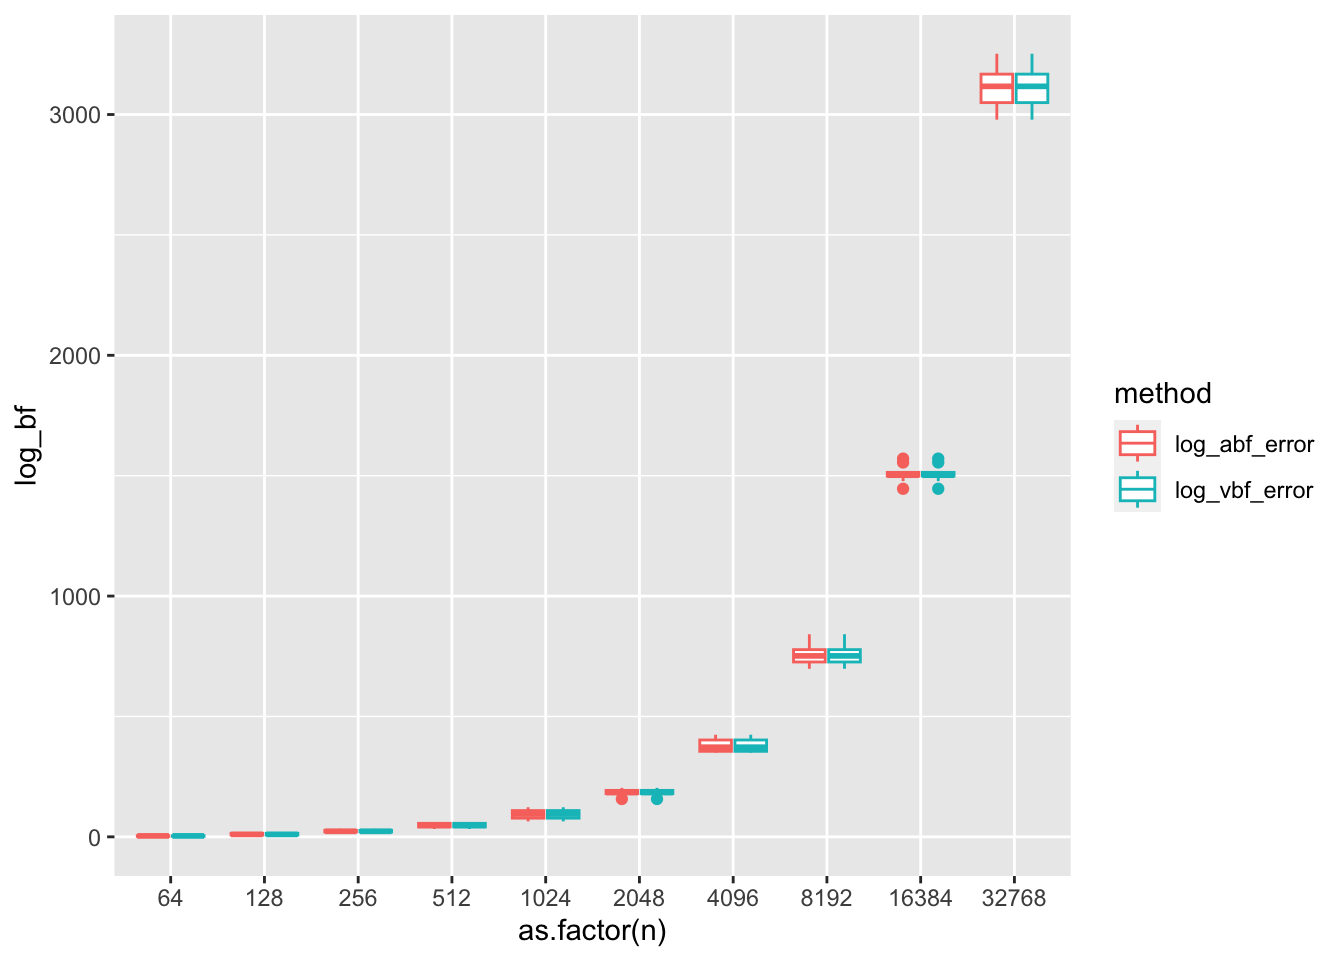 3000
2000
1000
0
log_bf
64 128 256 512 1024 2048 4096 8192 16384 32768
as.factor(n)
method
log_abf_error
log_vbf_error